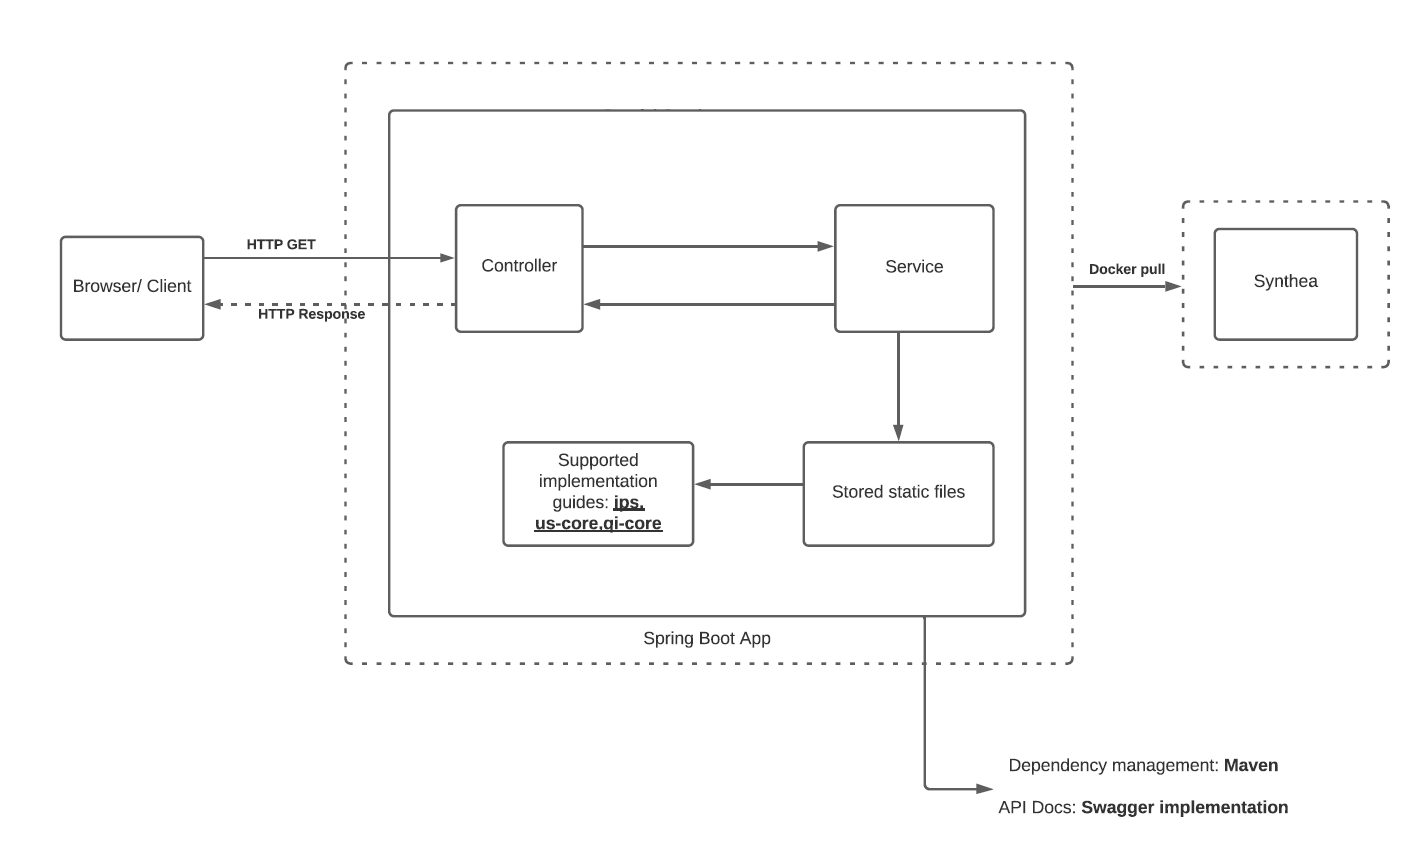 HTTP GET
Browser/ Client
HTTP Response
Controller
Service
Docker pull
Synthea
Supported
implementation
guides: ips,
us-core,qi-core
Stored static files
Spring Boot App
Dependency management: Maven
API Docs: Swagger implementation